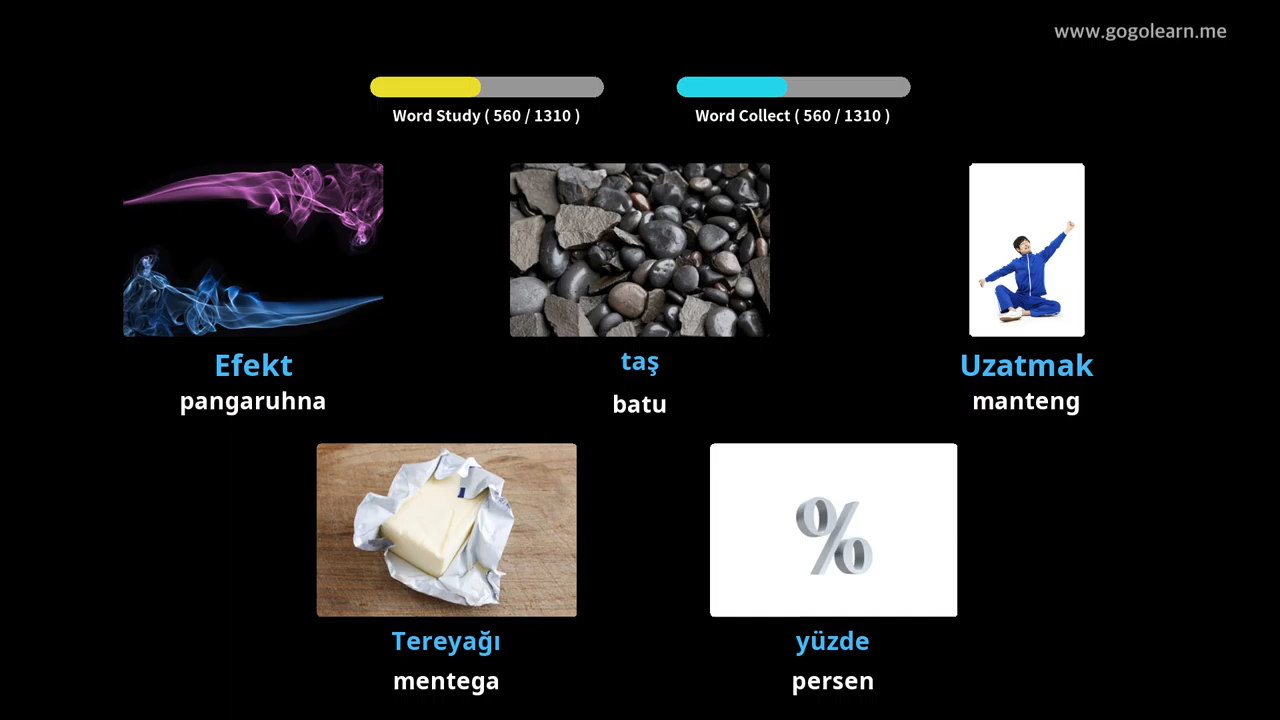 www.gogolearn.me
Word Study ( 560 / 1310 )
Word Collect ( 560 / 1310 )
Efekt
pangaruhna
taş
batu
Uzatmak
manteng
Tereyağı
mentega
%
yüzde
persen